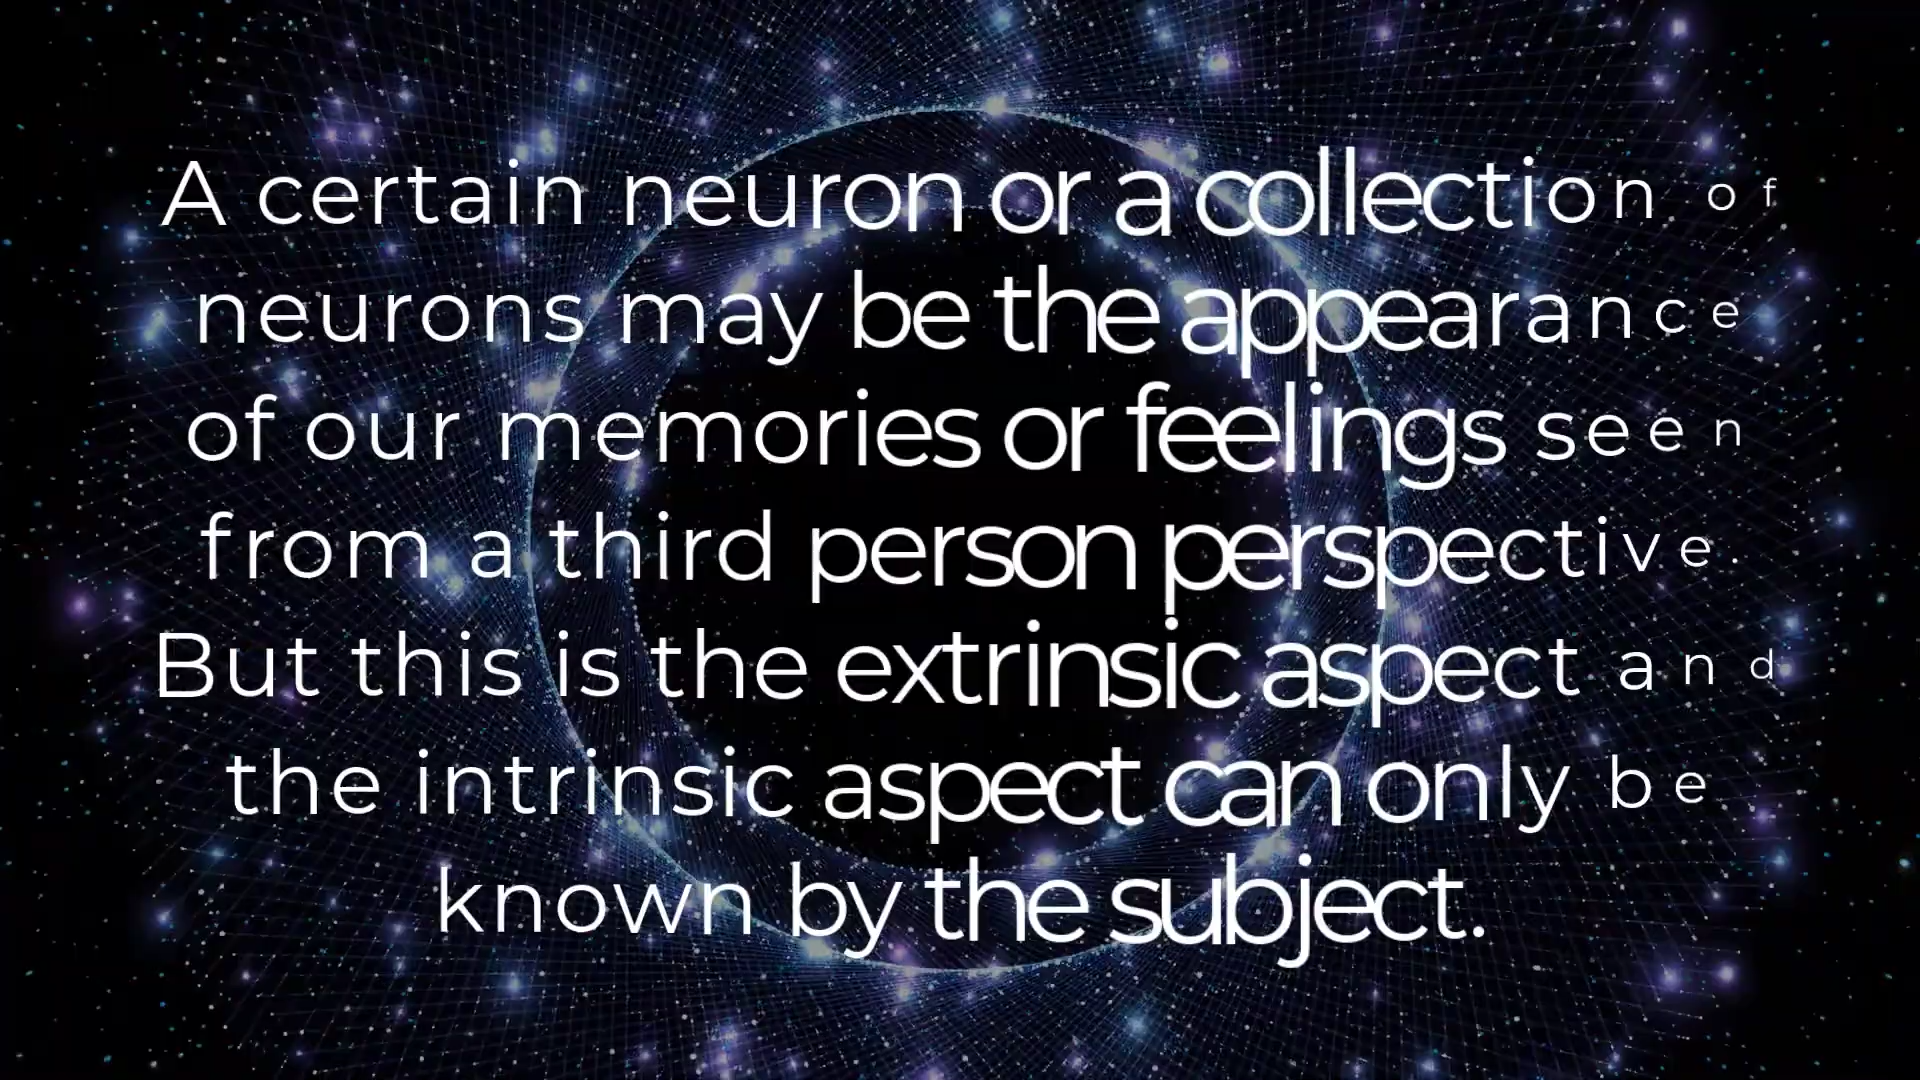 A certain neuron or a collection of
neurons may be the appearance
of our memories or feelings seen
from a third person perspective.
But this is the extrinsic aspect and
the intrinsic aspect can only be
known by the subject.